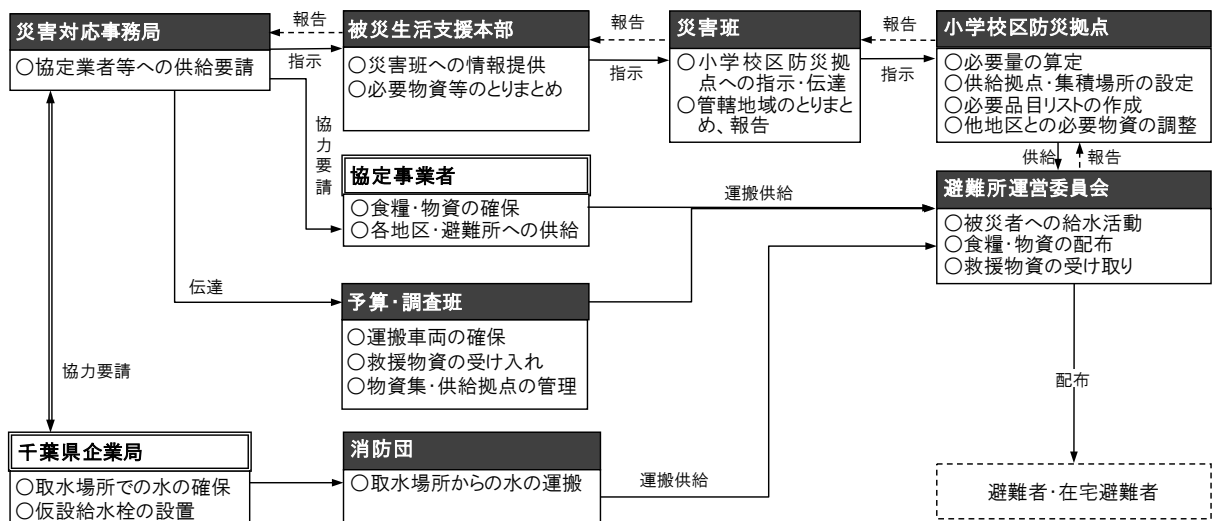 災害対応事務局
○協定業者等への供給要請
報告
指示
被災生活支援本部
○災害班への情報提供
○必要物資等のとりまとめ
報告
指示
災害班
○小学校区防災拠
点への指示・伝達
○管轄地域のとりまと
め、報告
報告
指示
小学校区防災拠点
○必要量の算定
○供給拠点・集積場所の設定
○必要品目リストの作成
○他地区との必要物資の調整
供給
報告
協力要請
協定事業者
○食糧・物資の確保
○各地区・避難所への供給
運搬供給
避難所運営委員会
○被災者への給水活動
○食糧・物資の配布
○救援物資の受け取り
伝達
予算・調査班
○運搬車両の確保
○救援物資の受け入れ
○物資集・供給拠点の管理
協力要請
配布
千葉県企業局
○取水場所での水の確保
○仮設給水栓の設置
消防団
○取水場所からの水の運搬
運搬供給
避難者・在宅避難者